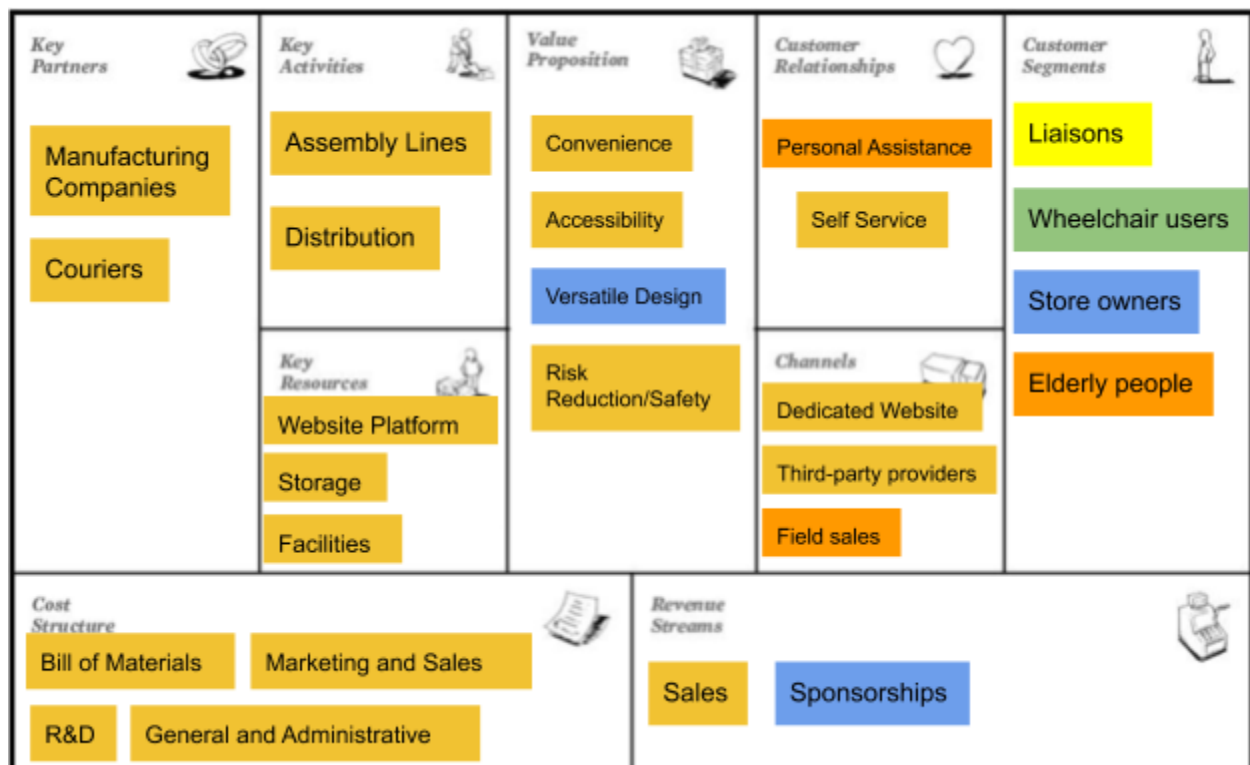 Key
Partners
Manufacturing
Companies
Couriers
Key
Activities
Assembly Lines
Distribution
Key
Resources
Website Platform
Storage
Facilities
Value
Proposition
Convenience
Accessibility
Versatile Design
Risk
Reduction/Safety
Customer
Relationships
Personal Assistance
Self Service
Channels
Dedicated Website
Third-party providers
Field sales
Customer
Segments
Liaisons
Wheelchair users
Store owners
Elderly people
Cost
Structure
Bill of Materials
Marketing and Sales
R&D
General and Administrative
Revenue
Streams
Sales
Sponsorships